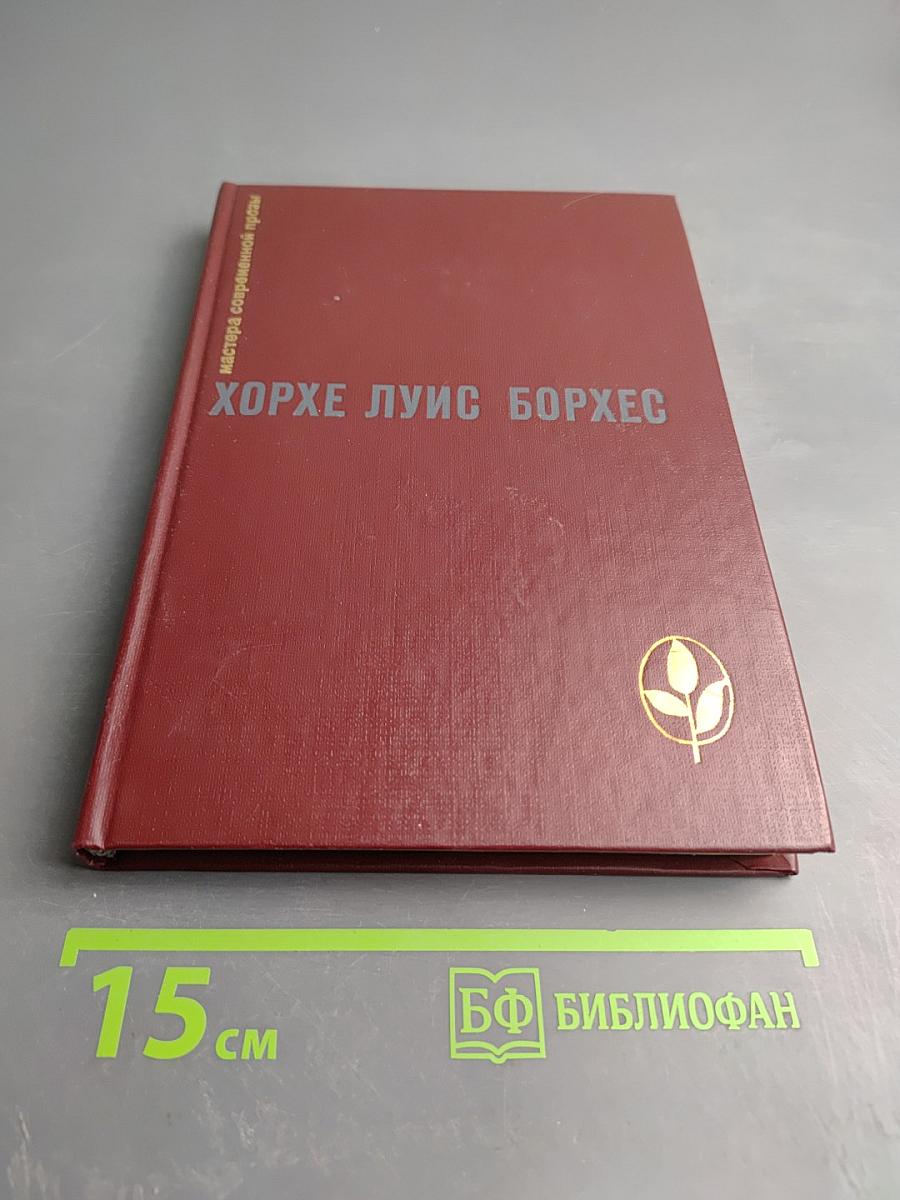 мастера современной прозы
ХОРХЕ ЛУИС БОРХЕС
15 см
БФ БИБЛИОФАН